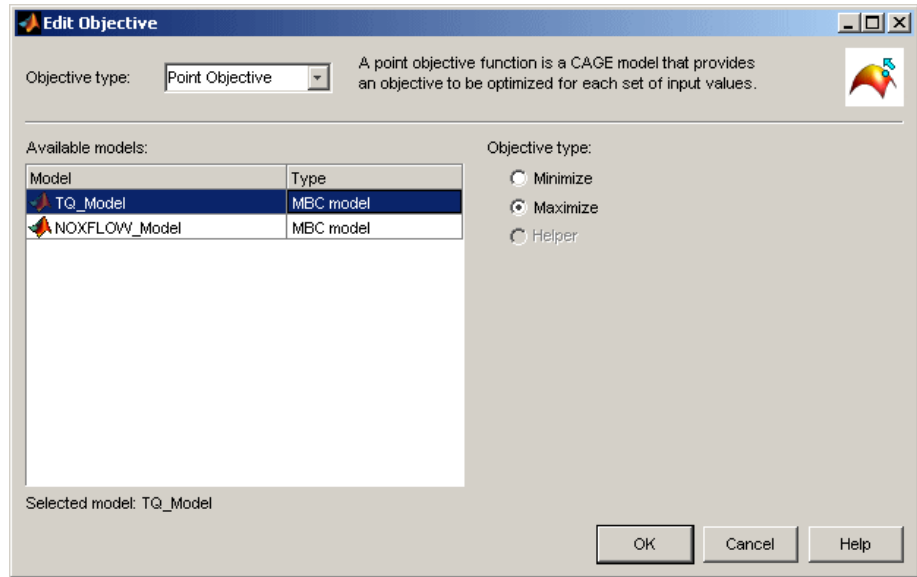 Edit Objective
Objective type: Point Objective
A point objective function is a CAGE model that provides
an objective to be optimized for each set of input values.
Available models:
Model Type
TQ_Model MBC model
NOXFLOW_Model MBC model
Selected model: TQ_Model
Objective type:
Minimize
Maximize
Helper
OK Cancel Help